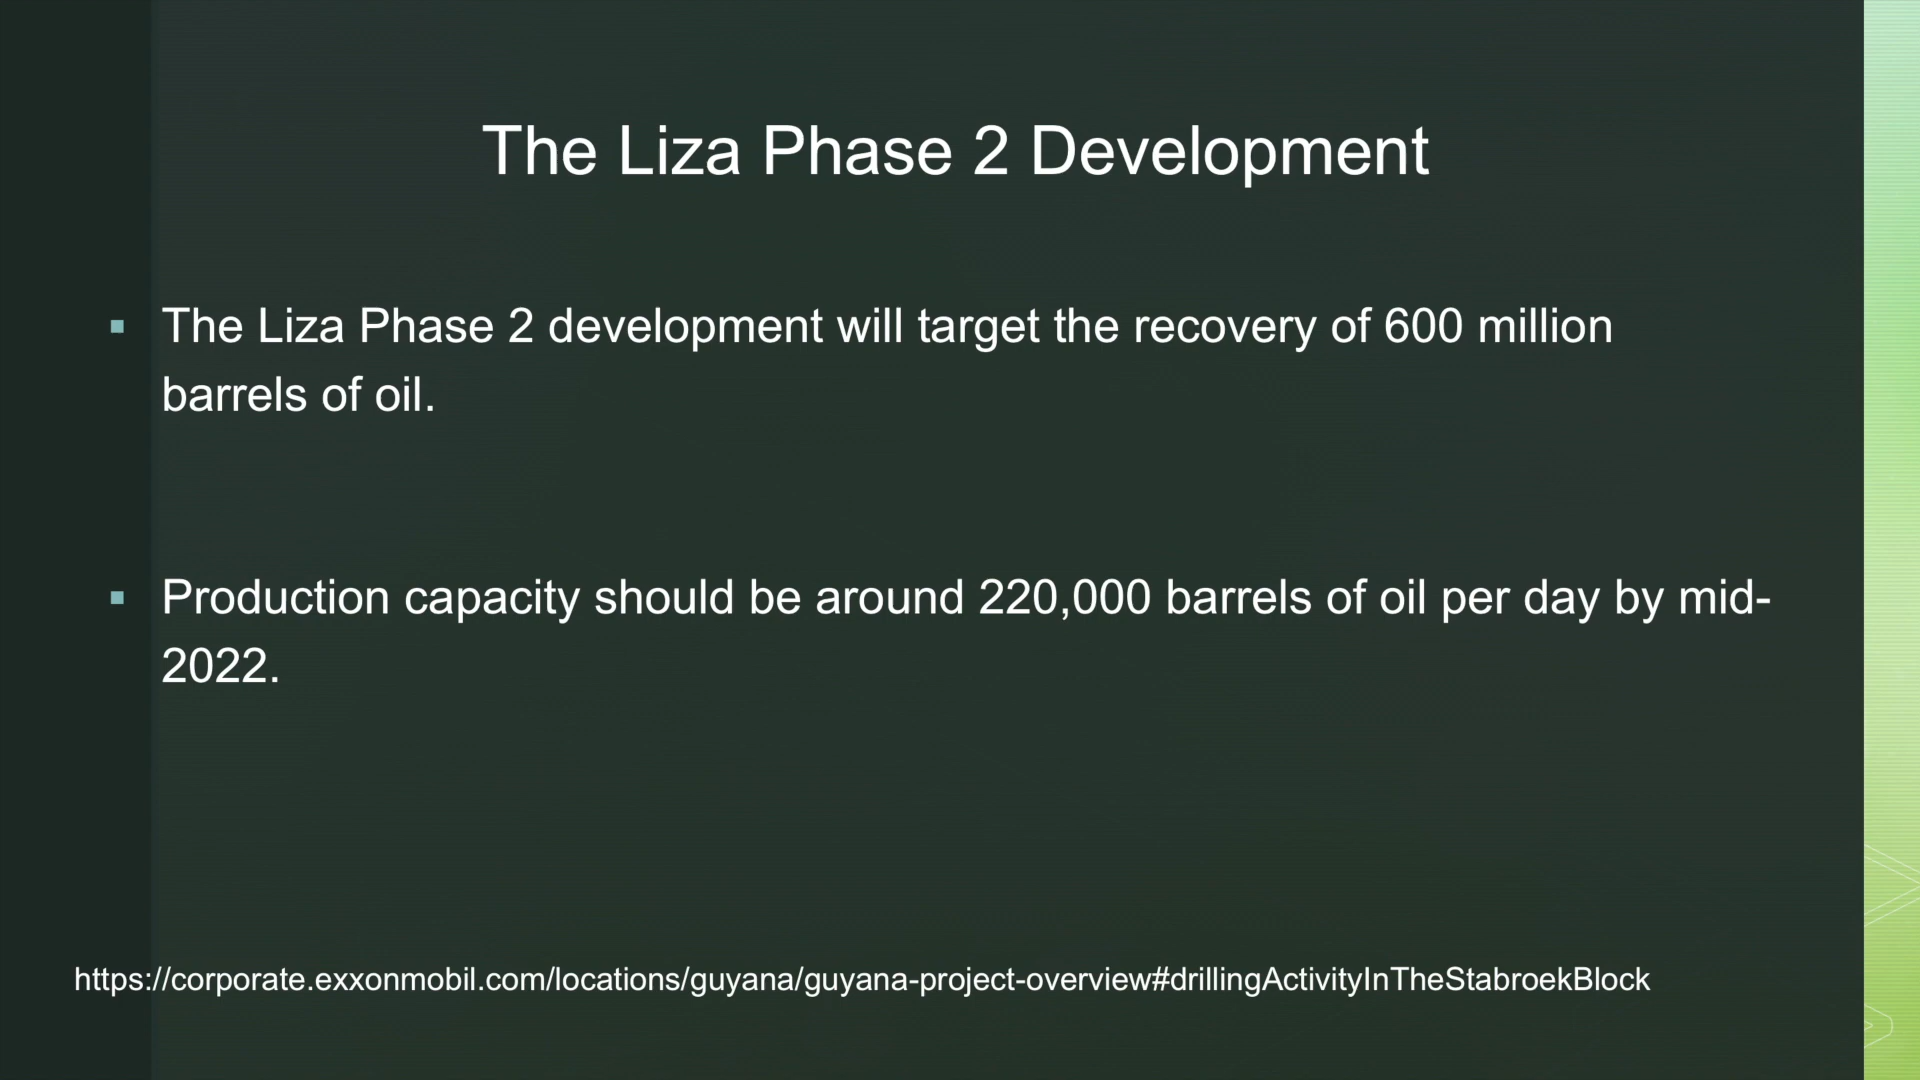 The Liza Phase 2 Development
▪ The Liza Phase 2 development will target the recovery of 600 million
barrels of oil.
▪ Production capacity should be around 220,000 barrels of oil per day by mid-
2022.
https://corporate.exxonmobil.com/locations/guyana/guyana-project-overview#drillingActivityInTheStabroekBlock